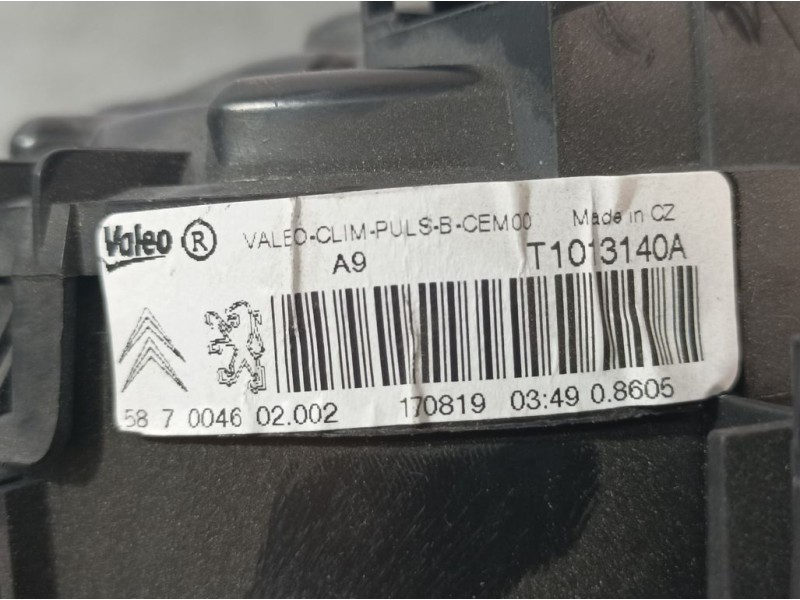 Valeo ® VALEO-CLIM-PULS-B-CEM00 Made in CZ
A9 T1013140A
58 7 0046 02.002 170819 03:49 0.8605